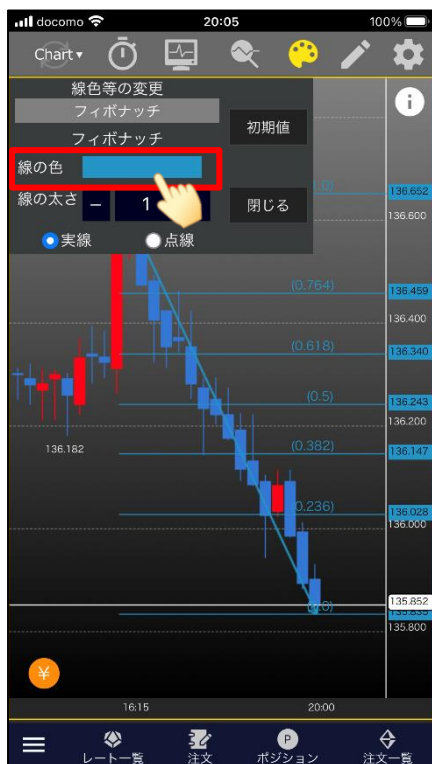 docomo 20:05 100%
Chart▾
線色等の変更
フィボナッチ
フィボナッチ
初期値
線の色
線の太さ − 1
閉じる
実線 点線
i
136.652
136.600
(0.764)
136.459
136.400
(0.618)
136.340
(0.5)
136.243
136.200
136.182
(0.382)
136.147
0.236)
136.028
136.000
135.852
135.800
¥
16:15 20:00
レート一覧 注文 P ポジション 注文一覧